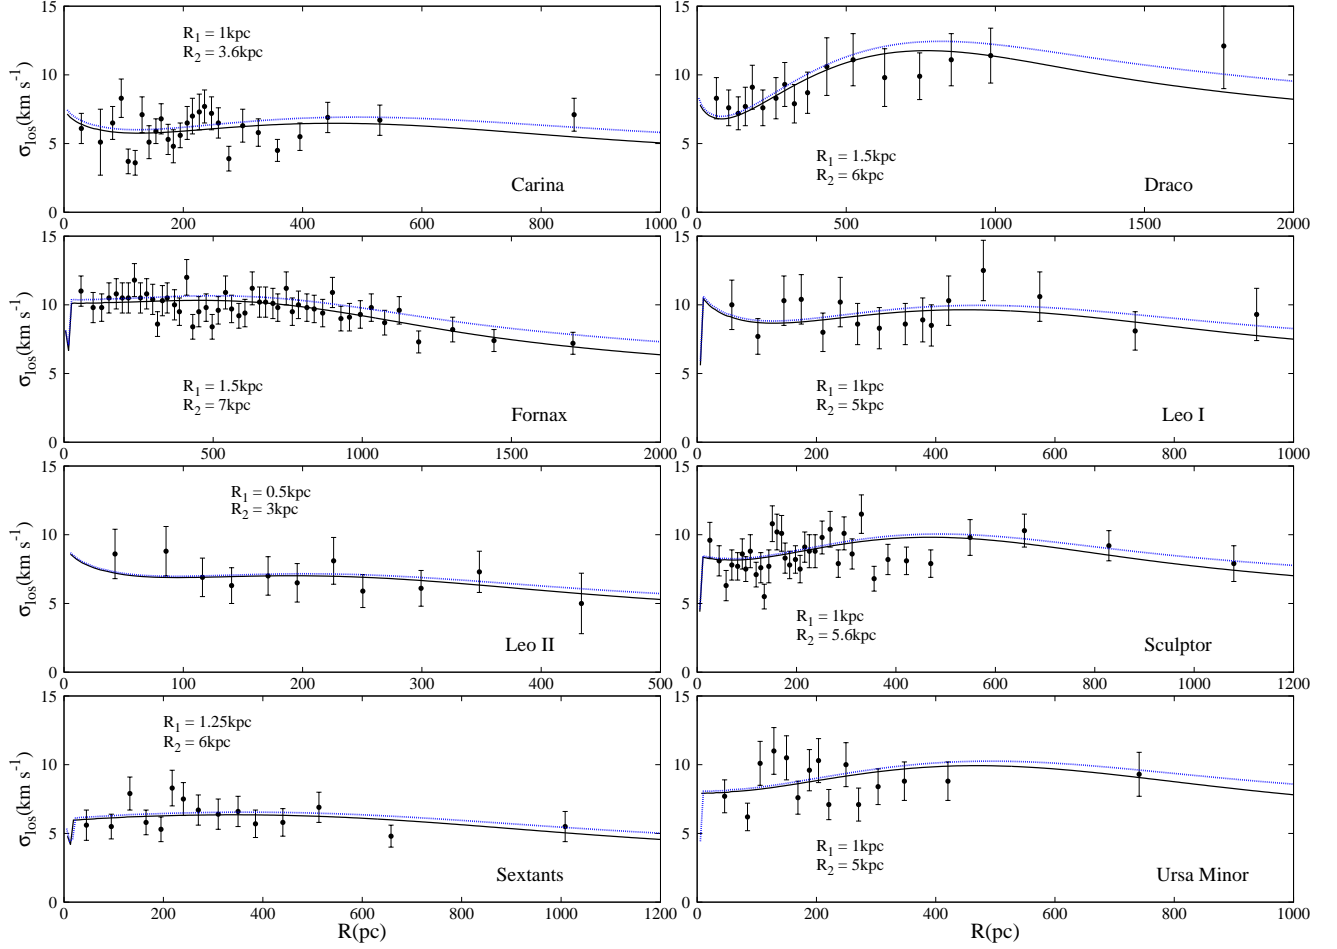 15
10
5
0
σlos(km s-1)
R1 = 1kpc
R2 = 3.6kpc
Carina
0 200 400 600 800 1000
15
10
5
0
R1 = 1.5kpc
R2 = 6kpc
Draco
0 500 1000 1500 2000
15
10
5
0
σlos(km s-1)
R1 = 1.5kpc
R2 = 7kpc
Fornax
0 500 1000 1500 2000
15
10
5
0
R1 = 1kpc
R2 = 5kpc
Leo I
0 200 400 600 800 1000
15
10
5
0
σlos(km s-1)
R1 = 0.5kpc
R2 = 3kpc
Leo II
0 100 200 300 400 500
15
10
5
0
R1 = 1kpc
R2 = 5.6kpc
Sculptor
0 200 400 600 800 1000 1200
15
10
5
0
σlos(km s-1)
R1 = 1.25kpc
R2 = 6kpc
Sextants
0 200 400 600 800 1000 1200
R(pc)
15
10
5
0
R1 = 1kpc
R2 = 5kpc
Ursa Minor
0 200 400 600 800 1000
R(pc)